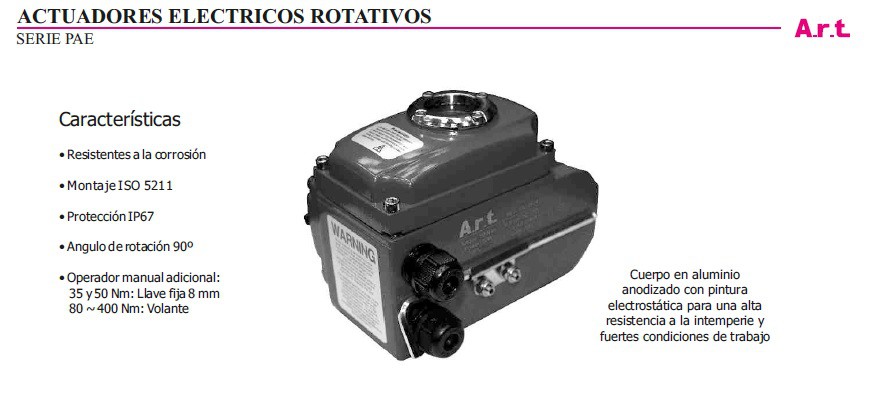 ACTUADORES ELECTRICOS ROTATIVOS
A.r.t.
SERIE PAE
Características
• Resistentes a la corrosión
• Montaje ISO 5211
• Protección IP67
• Angulo de rotación 90º
• Operador manual adicional:
35 y 50 Nm: Llave fija 8 mm
80 ~ 400 Nm: Volante
A.r.t.
WARNING
Cuerpo en aluminio
anodizado con pintura
electrostática para una alta
resistencia a la intemperie y
fuertes condiciones de trabajo